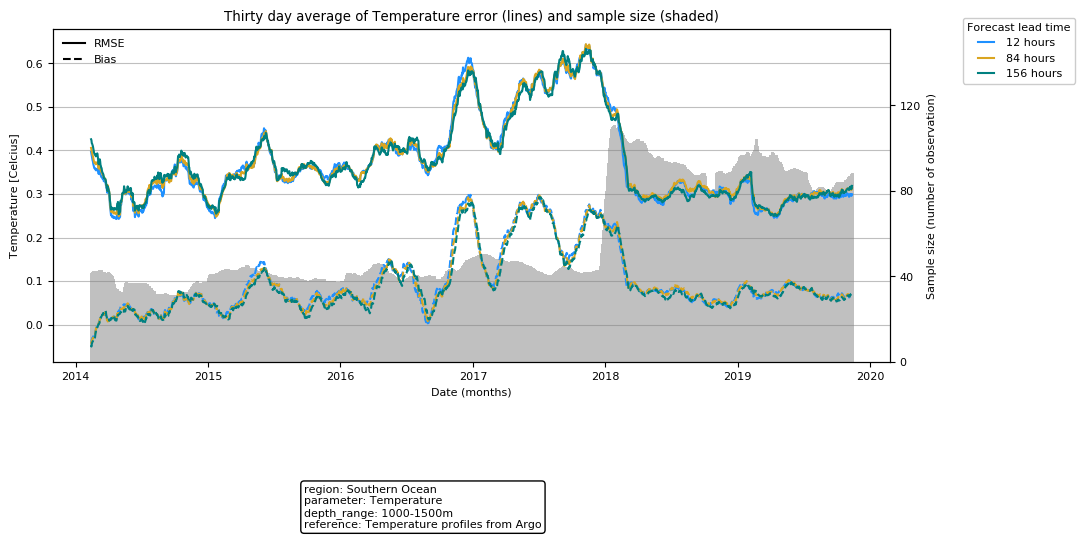 Thirty day average of Temperature error (lines) and sample size (shaded)
RMSE
Bias
Forecast lead time
12 hours
84 hours
156 hours
Temperature [Celcius]
0.6
0.5
0.4
0.3
0.2
0.1
0.0
120
80
40
0
Sample size (number of observation)
2014
2015
2016
2017
2018
2019
2020
Date (months)
region: Southern Ocean
parameter: Temperature
depth_range: 1000-1500m
reference: Temperature profiles from Argo